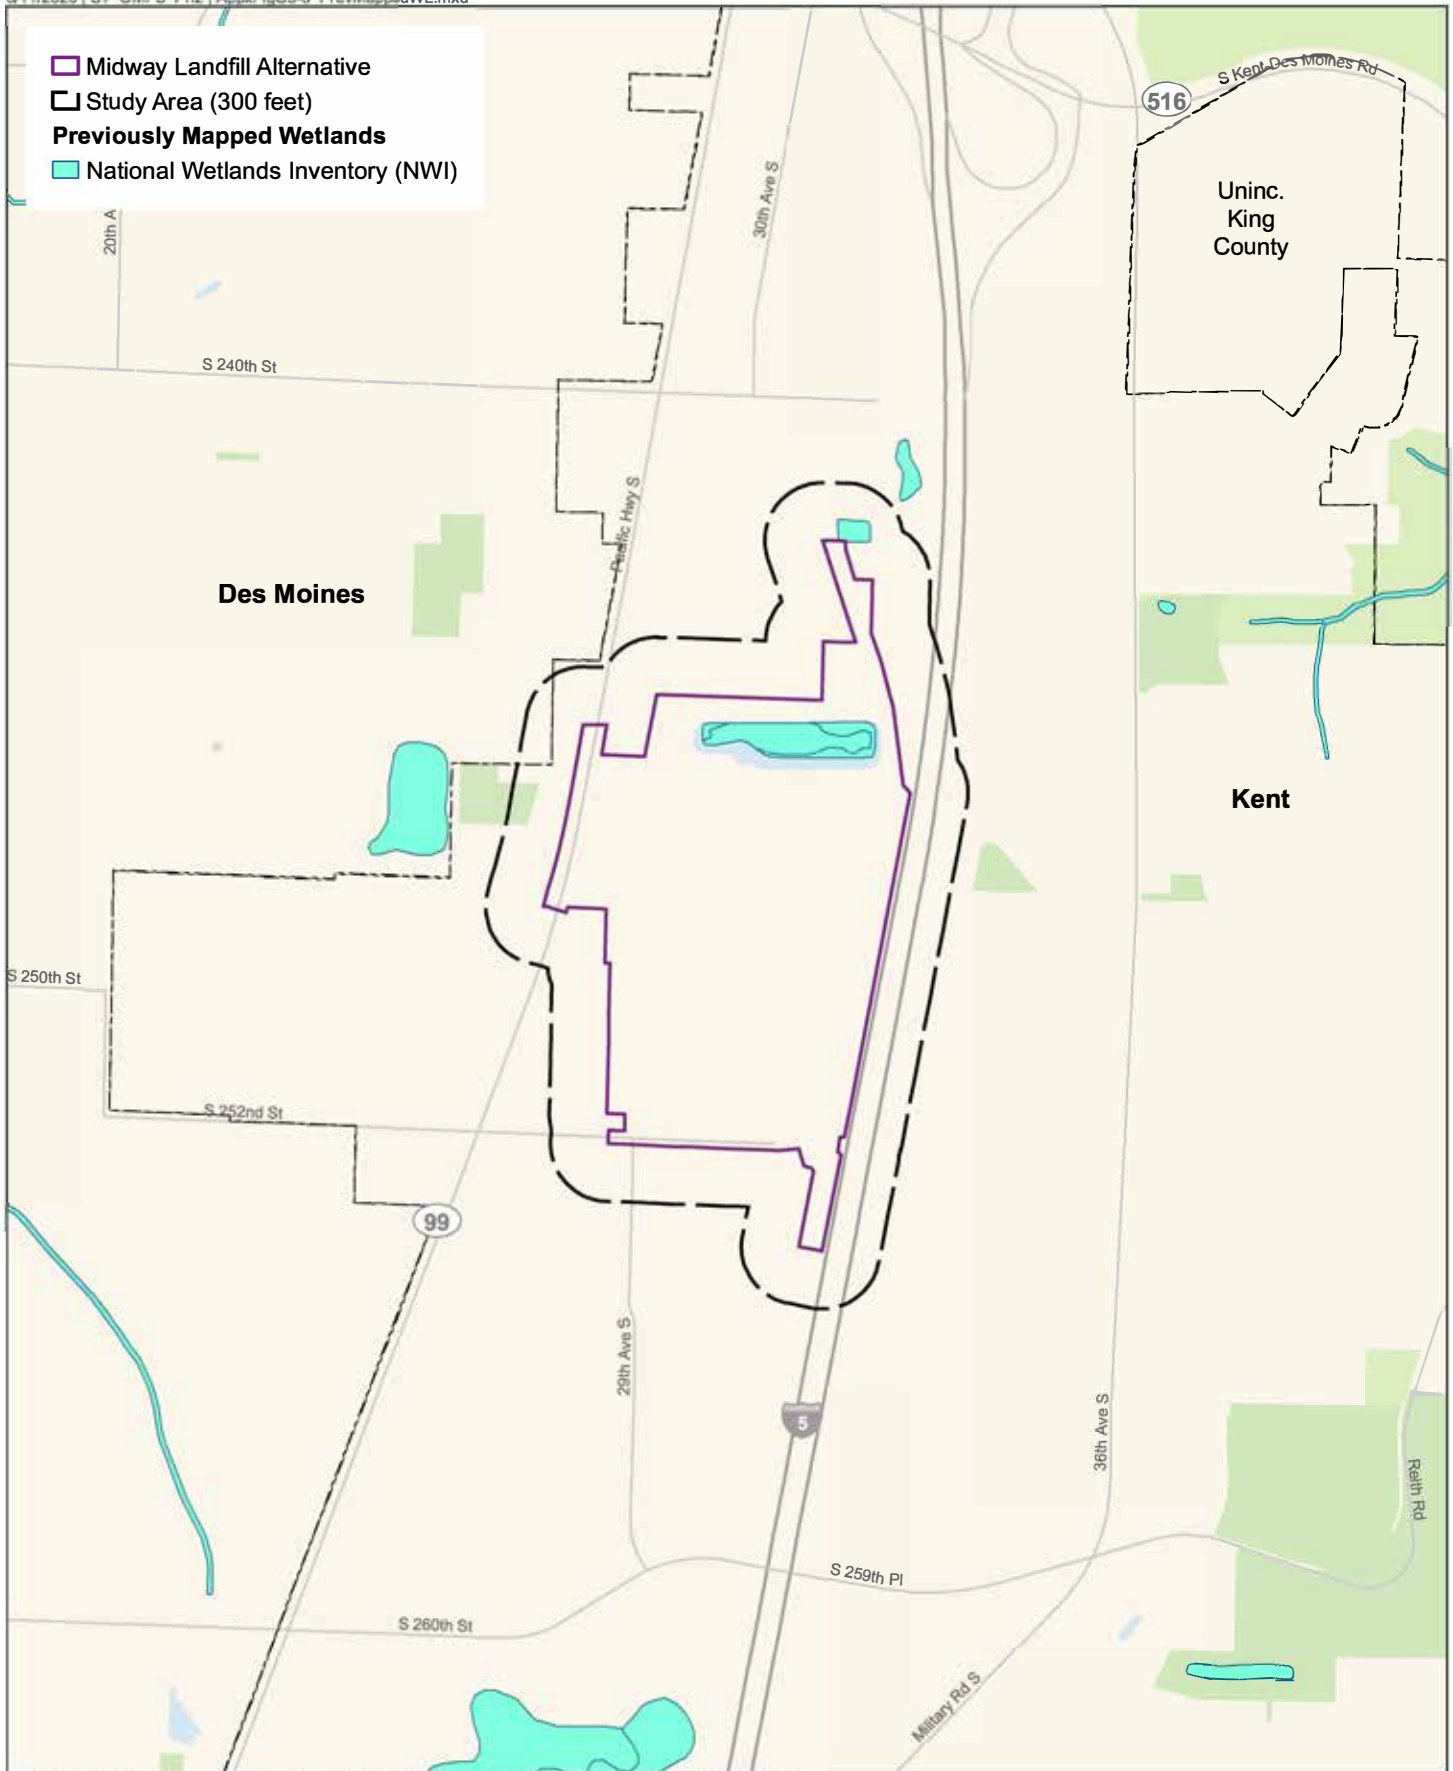 Midway Landfill Alternative
Study Area (300 feet)
Previously Mapped Wetlands
National Wetlands Inventory (NWI)
S Kent-Des Moines Rd
516
Uninc.
King
County
20th A
30th Ave S
S 240th St
Pacific Hwy S
Des Moines
Kent
S 250th St
S 252nd St
99
29th Ave S
5
36th Ave S
Reith Rd
S 259th Pl
S 260th St
Military Rd S